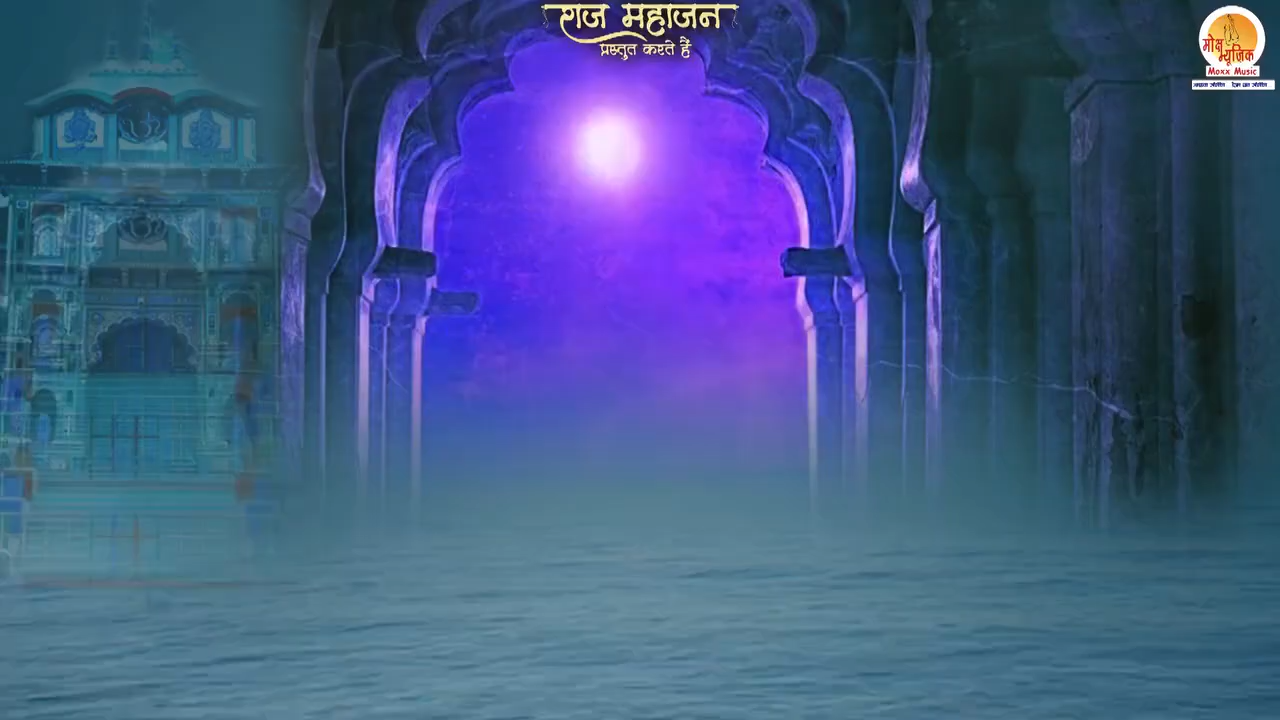 राज महाजन
प्रस्तुत करते हैं
मोक्ष
म्यूजिक
Moxx Music